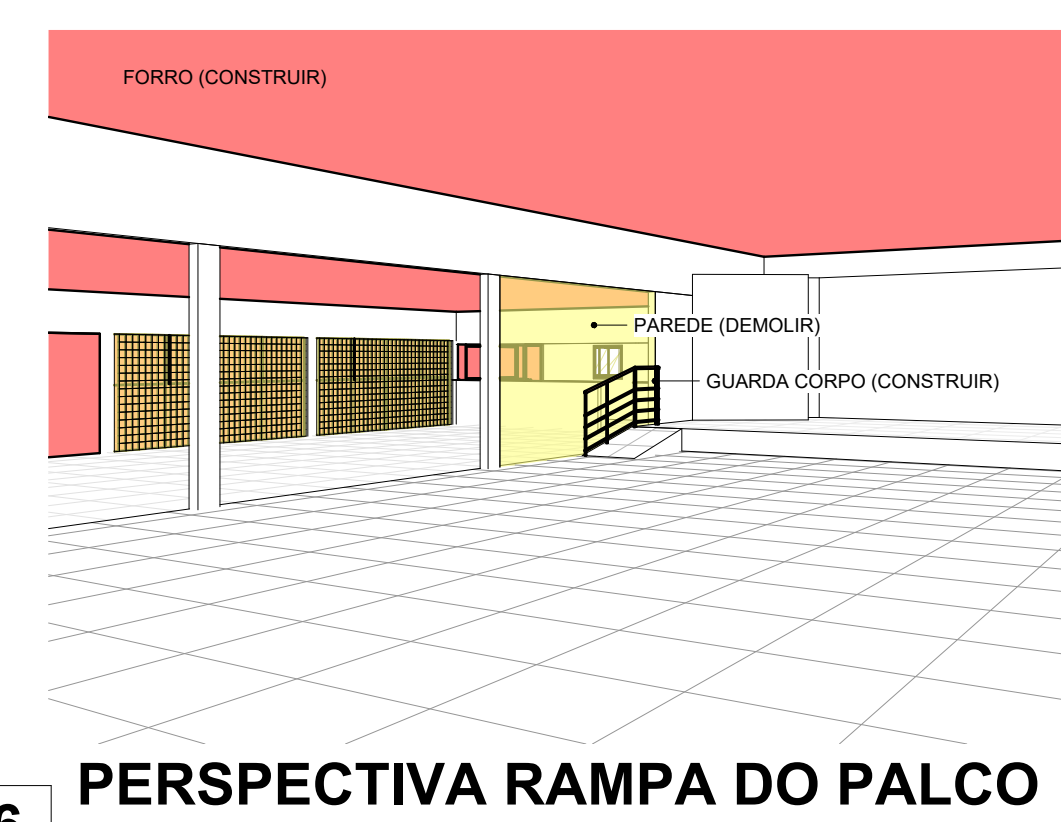 FORRO (CONSTRUIR)
PAREDE (DEMOLIR)
GUARDA CORPO (CONSTRUIR)
PERSPECTIVA RAMPA DO PALCO
6